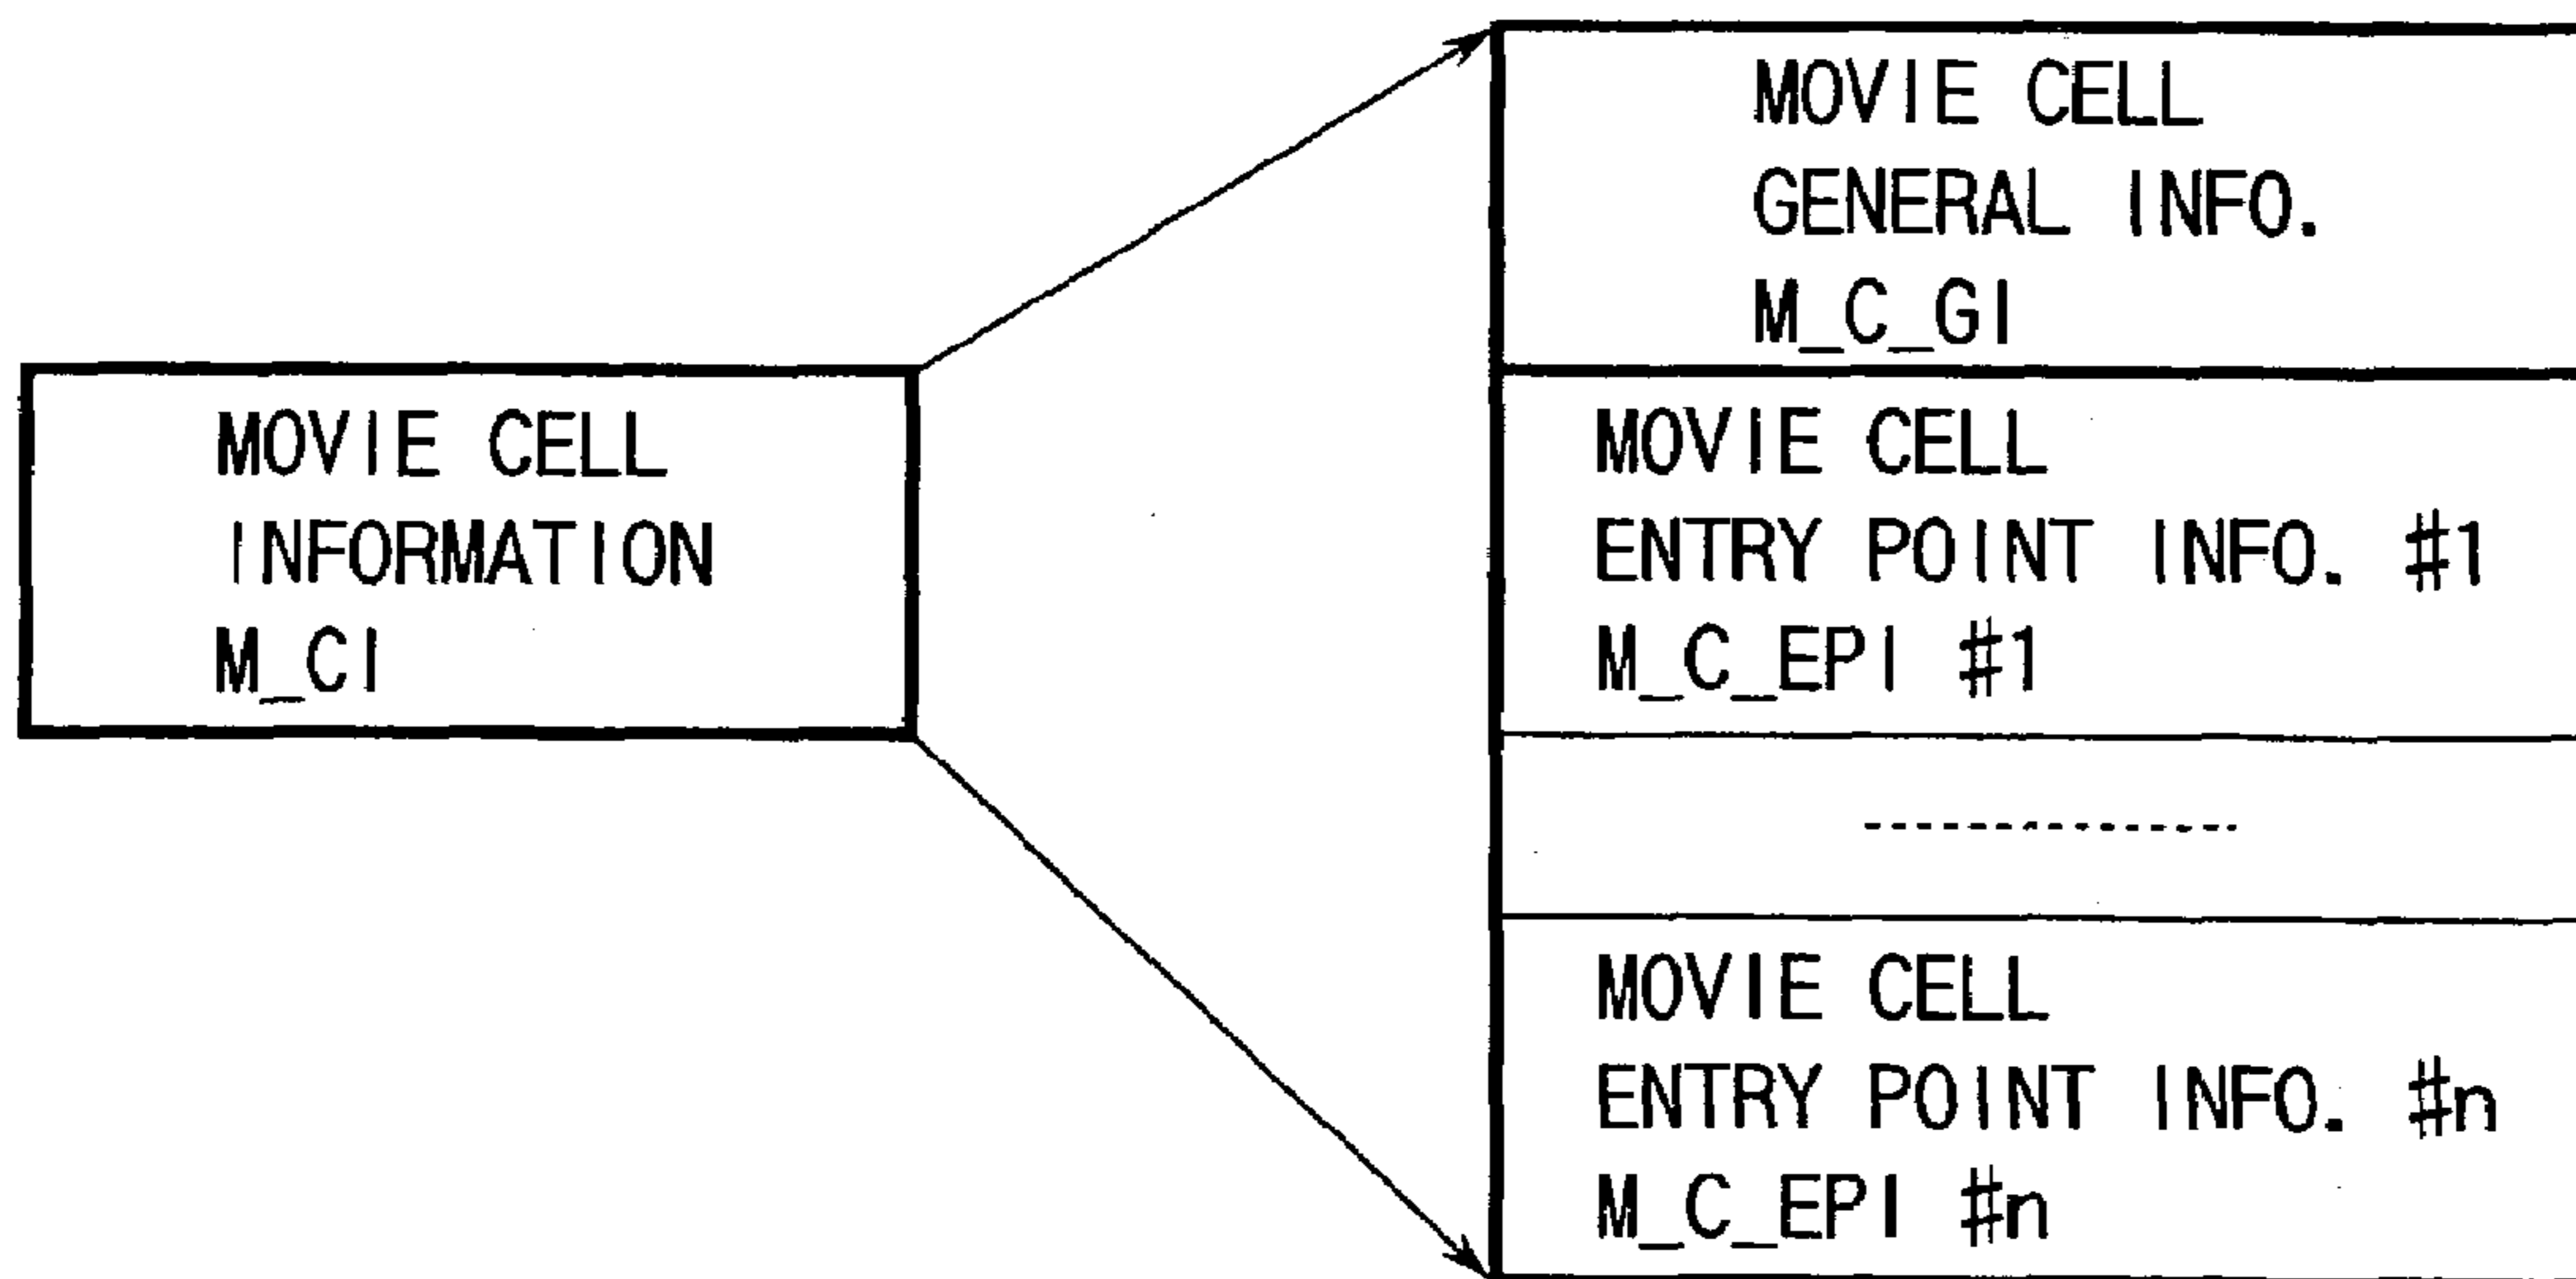 MOVIE CELL
INFORMATION
M_CI
MOVIE CELL
GENERAL INFO.
M_C_GI
MOVIE CELL
ENTRY POINT INFO. #1
M_C_EPI #1
MOVIE CELL
ENTRY POINT INFO. #n
M_C_EPI #n